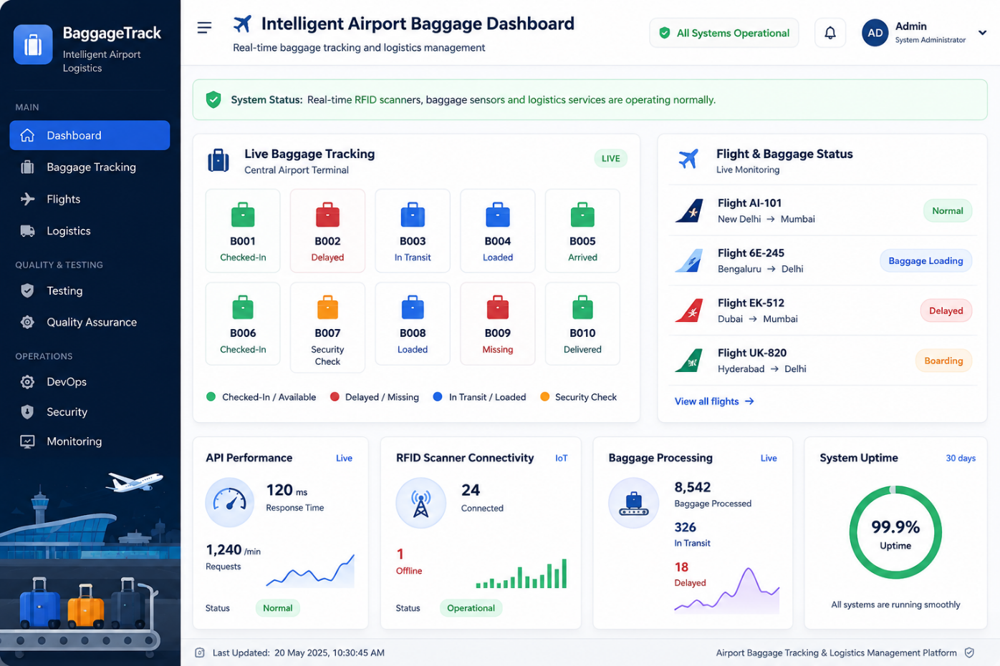 BaggageTrack
Intelligent Airport
Logistics
MAIN
Dashboard
Baggage Tracking
Flights
Logistics
QUALITY & TESTING
Testing
Quality Assurance
OPERATIONS
DevOps
Security
Monitoring
Intelligent Airport Baggage Dashboard
Real-time baggage tracking and logistics management
All Systems Operational
AD
Admin
System Administrator
System Status: Real-time RFID scanners, baggage sensors and logistics services are operating normally.
Live Baggage Tracking
Central Airport Terminal
LIVE
B001
Checked-In
B002
Delayed
B003
In Transit
B004
Loaded
B005
Arrived
B006
Checked-In
B007
Security
Check
B008
Loaded
B009
Missing
B010
Delivered
Checked-In / Available
Delayed / Missing
In Transit / Loaded
Security Check
Flight & Baggage Status
Live Monitoring
Flight AI-101
New Delhi → Mumbai
Normal
Flight 6E-245
Bengaluru → Delhi
Baggage Loading
Flight EK-512
Dubai → Mumbai
Delayed
Flight UK-820
Hyderabad → Delhi
Boarding
View all flights →
API Performance
Live
120 ms
Response Time
1,240 /min
Requests
Status
Normal
RFID Scanner Connectivity
IoT
24
Connected
1
Offline
Status
Operational
Baggage Processing
Live
8,542
Baggage Processed
326
In Transit
18
Delayed
System Uptime
30 days
99.9%
Uptime
All systems are running smoothly
Last Updated: 20 May 2025, 10:30:45 AM
Airport Baggage Tracking & Logistics Management Platform